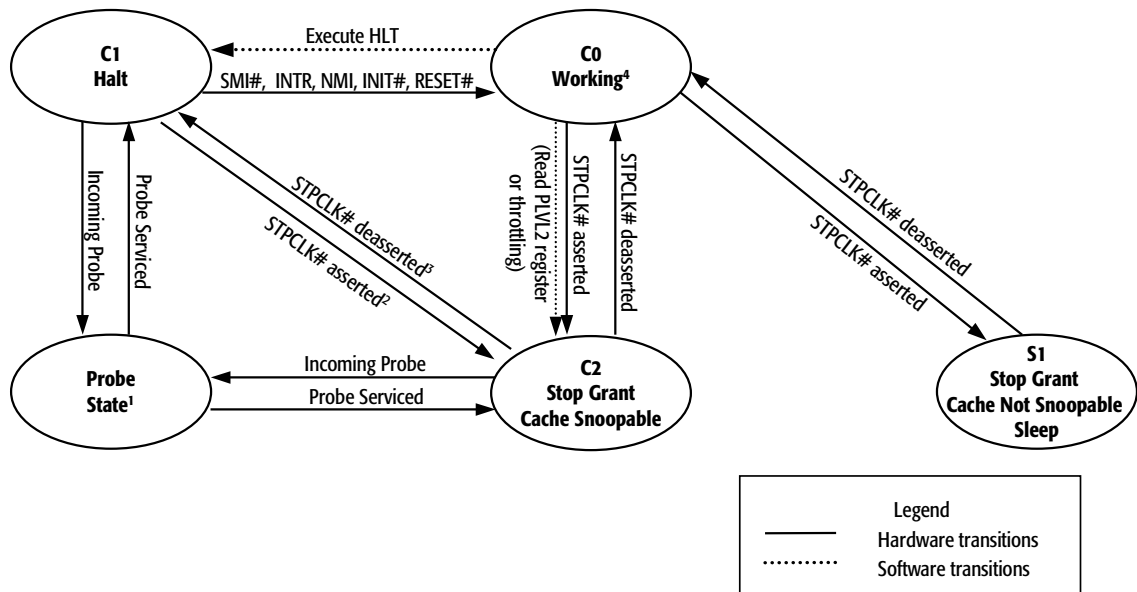 C1
Halt
Execute HLT
C0
Working⁴
SMI#, INTR, NMI, INIT#, RESET#
Incoming Probe
Probe Serviced
STPCLK# deasserted³
STPCLK# asserted²
(Read PLVL2 register
or throttling)
STPCLK# asserted
STPCLK# deasserted
STPCLK# deasserted
STPCLK# asserted
Probe
State¹
Incoming Probe
Probe Serviced
C2
Stop Grant
Cache Snoopable
S1
Stop Grant
Cache Not Snoopable
Sleep
Legend
Hardware transitions
Software transitions